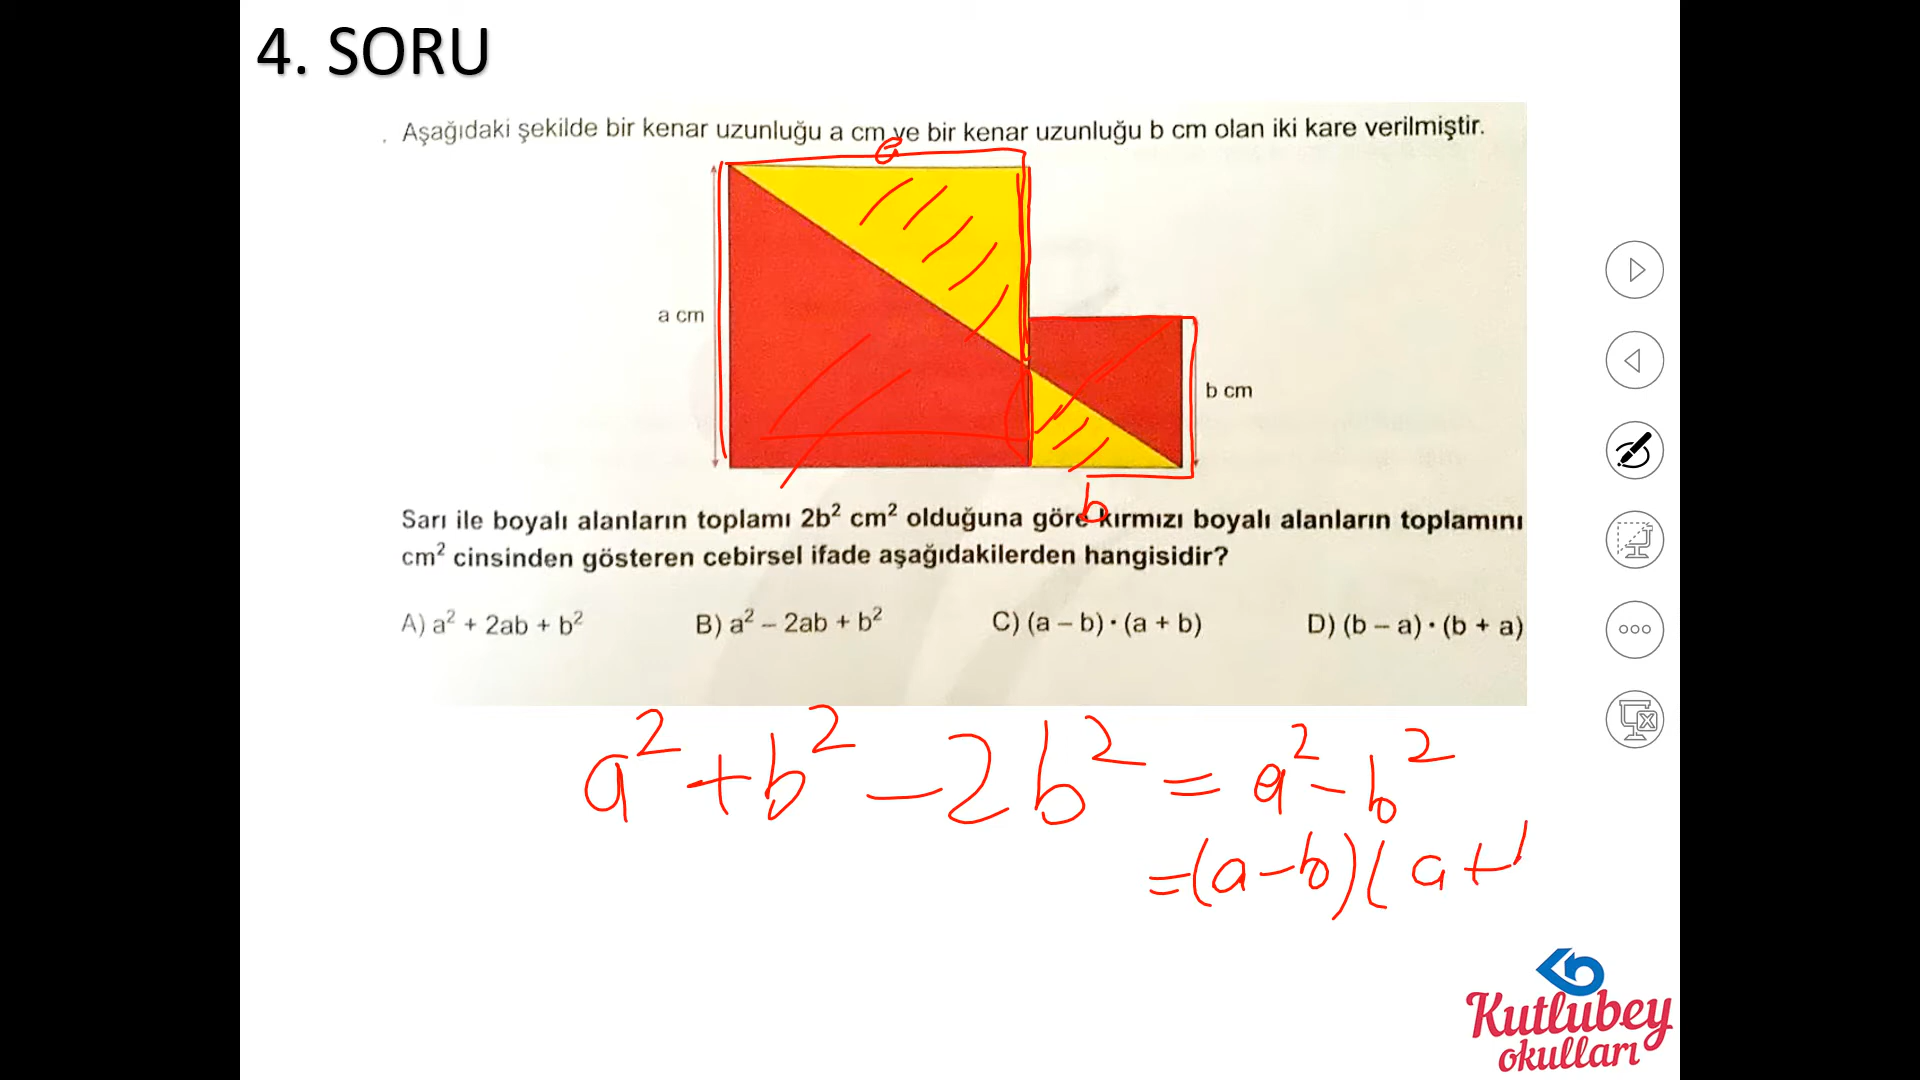 4. SORU
. Aşağıdaki şekilde bir kenar uzunluğu a cm ve bir kenar uzunluğu b cm olan iki kare verilmiştir.
a
a cm
b cm
b
Sarı ile boyalı alanların toplamı 2b² cm² olduğuna göre kırmızı boyalı alanların toplamını
cm² cinsinden gösteren cebirsel ifade aşağıdakilerden hangisidir?
A) a² + 2ab + b² B) a² – 2ab + b² C) (a – b) · (a + b) D) (b – a) · (b + a)
a² + b² – 2b² = a² – b²
= (a – b) ( a +
Kutlubey
okulları